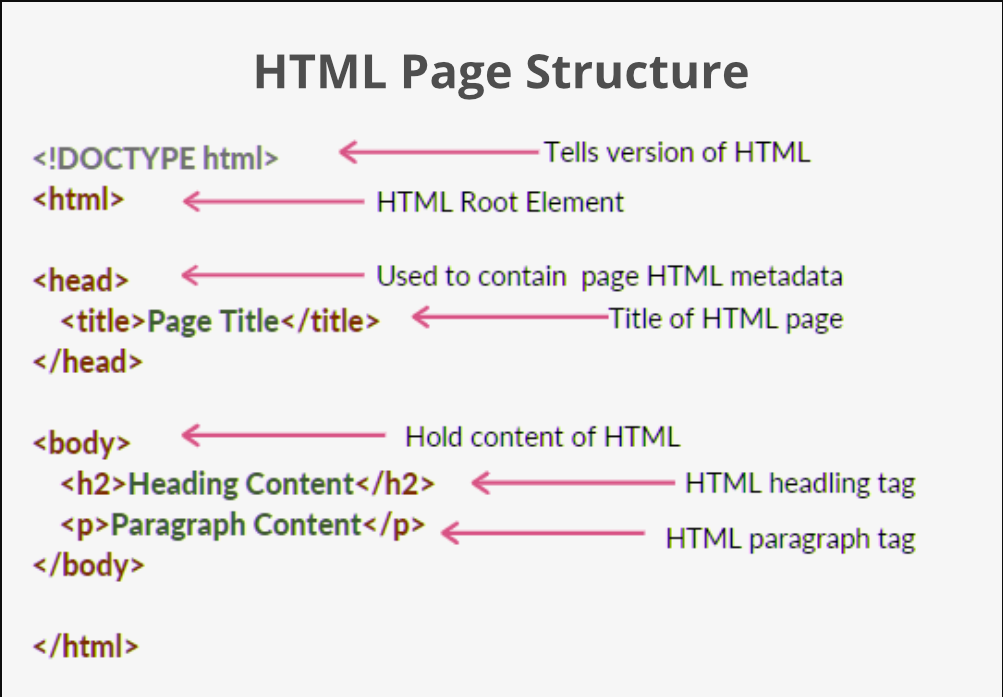 HTML Page Structure
<!DOCTYPE html> Tells version of HTML
<html> HTML Root Element
<head> Used to contain page HTML metadata
<title>Page Title</title> Title of HTML page
</head>
<body> Hold content of HTML
<h2>Heading Content</h2> HTML headling tag
<p>Paragraph Content</p> HTML paragraph tag
</body>
</html>